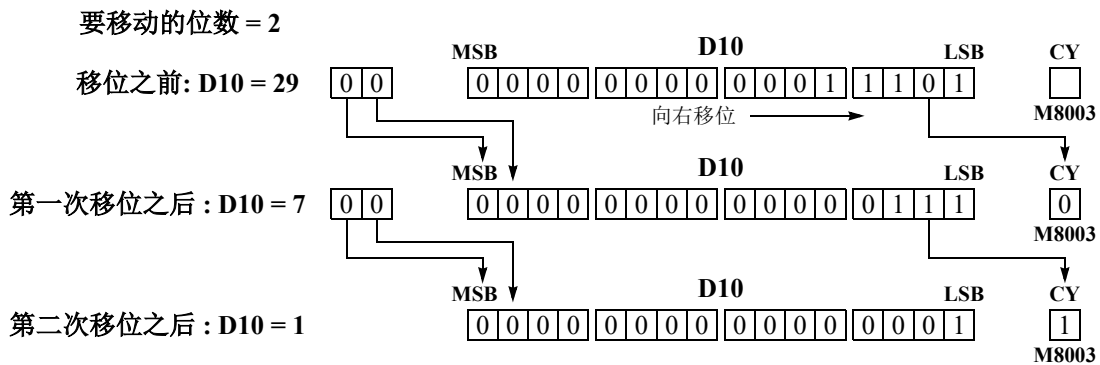 要移动的位数 = 2
MSB D10 LSB CY
移位之前: D10 = 29 0 0 0 0 0 0 0 0 0 0 0 0 0 1 1 1 0 1
M8003
向右移位
MSB D10 LSB CY
第一次移位之后 : D10 = 7 0 0 0 0 0 0 0 0 0 0 0 0 0 0 0 1 1 1 0
M8003
MSB D10 LSB CY
第二次移位之后 : D10 = 1 0 0 0 0 0 0 0 0 0 0 0 0 0 0 0 1 1
M8003